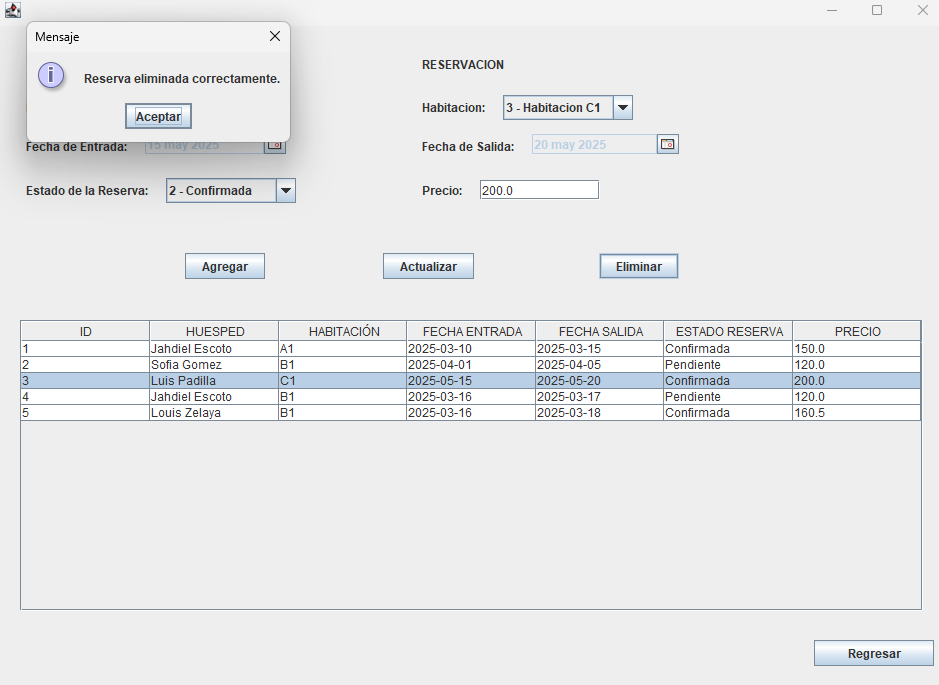 Mensaje
Reserva eliminada correctamente.
Aceptar
RESERVACION
Habitacion: 3 - Habitacion C1
Fecha de Entrada: 15 may 2025 Fecha de Salida: 20 may 2025
Estado de la Reserva: 2 - Confirmada Precio: 200.0
Agregar Actualizar Eliminar
ID HUESPED HABITACIÓN FECHA ENTRADA FECHA SALIDA ESTADO RESERVA PRECIO
1 Jahdiel Escoto A1 2025-03-10 2025-03-15 Confirmada 150.0
2 Sofia Gomez B1 2025-04-01 2025-04-05 Pendiente 120.0
3 Luis Padilla C1 2025-05-15 2025-05-20 Confirmada 200.0
4 Jahdiel Escoto B1 2025-03-16 2025-03-17 Pendiente 120.0
5 Louis Zelaya B1 2025-03-16 2025-03-18 Confirmada 160.5
Regresar